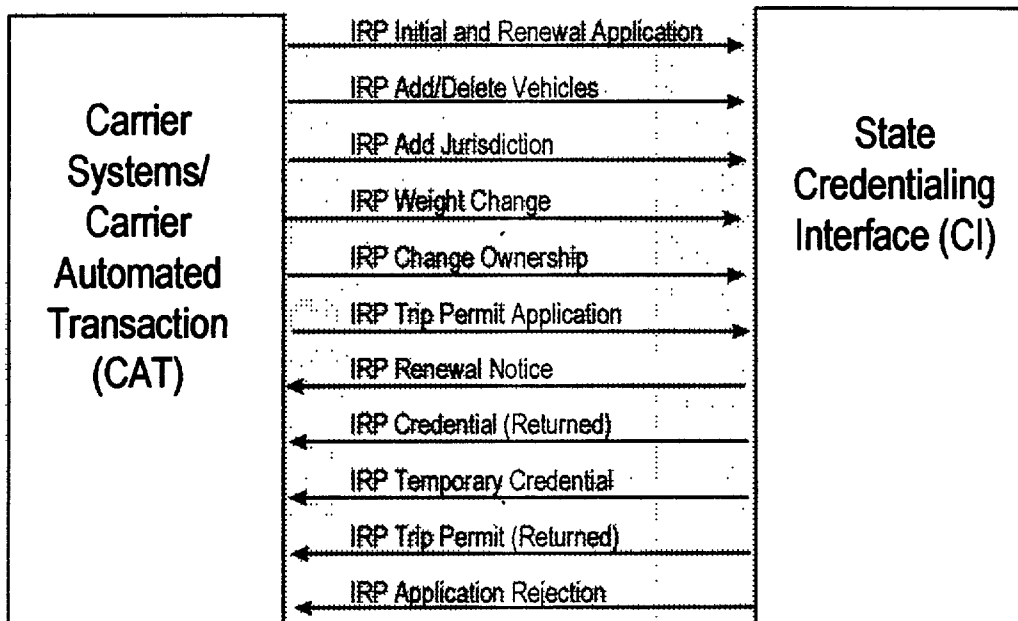 Carrier
Systems/
Carrier
Automated
Transaction
(CAT)
IRP Initial and Renewal Application
IRP Add/Delete Vehicles
IRP Add Jurisdiction
IRP Weight Change
IRP Change Ownership
IRP Trip Permit Application
IRP Renewal Notice
IRP Credential (Returned)
IRP Temporary Credential
IRP Trip Permit (Returned)
IRP Application Rejection
State
Credentialing
Interface (CI)